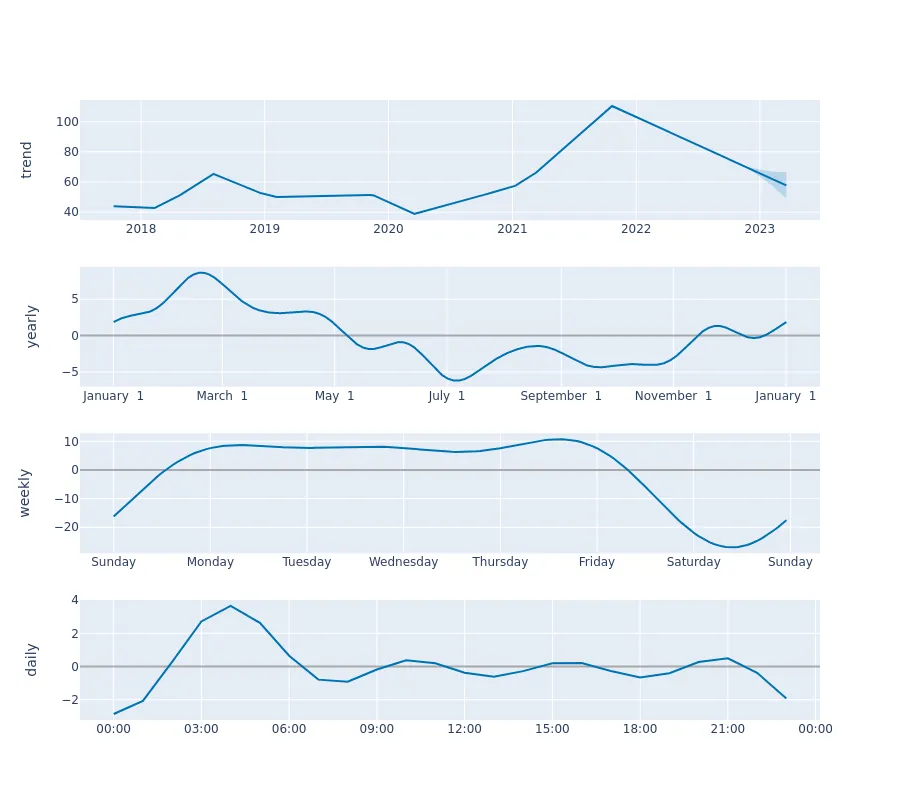 trend
100
80
60
40
2018 2019 2020 2021 2022 2023
yearly
5
0
−5
January 1 March 1 May 1 July 1 September 1 November 1 January 1
weekly
10
0
−10
−20
Sunday Monday Tuesday Wednesday Thursday Friday Saturday Sunday
daily
4
2
0
−2
00:00 03:00 06:00 09:00 12:00 15:00 18:00 21:00 00:00